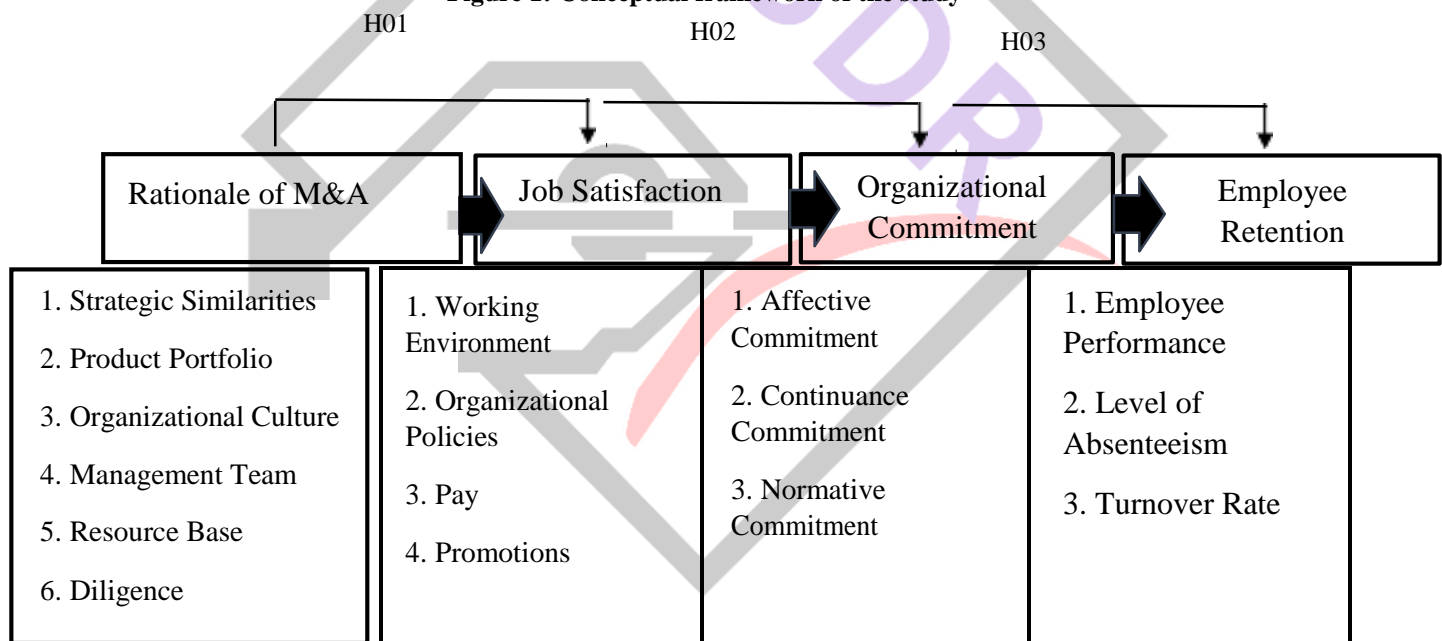 H01
H02
H03
Rationale of M&A
Job Satisfaction
Organizational
Commitment
Employee
Retention
1. Strategic Similarities
2. Product Portfolio
3. Organizational Culture
4. Management Team
5. Resource Base
6. Diligence
1. Working
Environment
2. Organizational
Policies
3. Pay
4. Promotions
1. Affective
Commitment
2. Continuance
Commitment
3. Normative
Commitment
1. Employee
Performance
2. Level of
Absenteeism
3. Turnover Rate